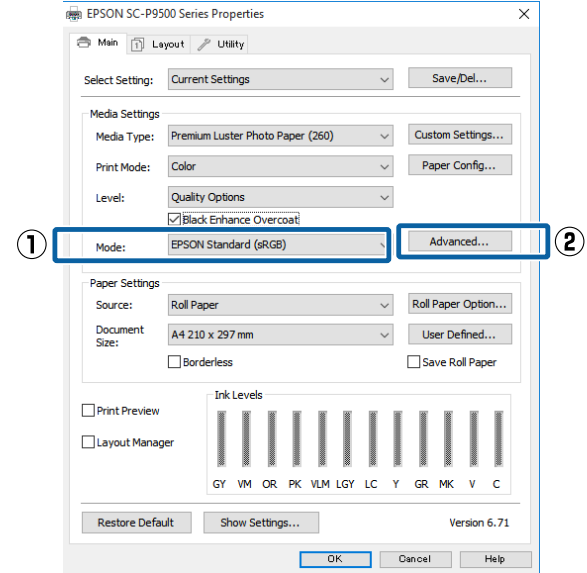 EPSON SC-P9500 Series Properties
Main Layout Utility
Select Setting: Current Settings Save/Del...
Media Settings
Media Type: Premium Luster Photo Paper (260) Custom Settings...
Print Mode: Color Paper Config...
Level: Quality Options
Black Enhance Overcoat
① Mode: EPSON Standard (sRGB) Advanced... ②
Paper Settings
Source: Roll Paper Roll Paper Option...
Document Size: A4 210 x 297 mm User Defined...
Borderless Save Roll Paper
Print Preview
Layout Manager
Ink Levels
GY VM OR PK VLM LGY LC Y GR MK V C
Restore Default Show Settings... Version 6.71
OK Cancel Help